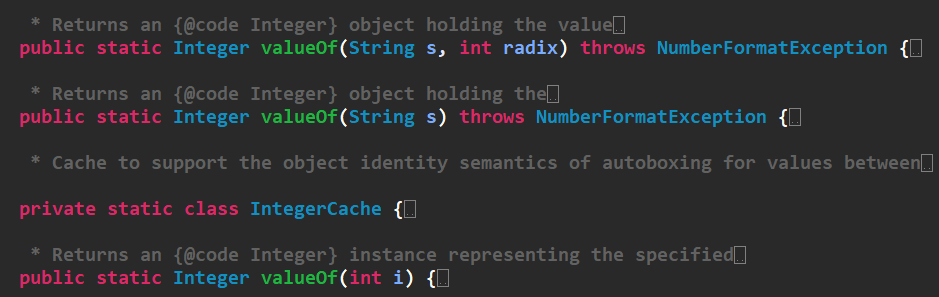 * Returns an {@code Integer} object holding the value
public static Integer valueOf(String s, int radix) throws NumberFormatException {
* Returns an {@code Integer} object holding the
public static Integer valueOf(String s) throws NumberFormatException {
* Cache to support the object identity semantics of autoboxing for values between
private static class IntegerCache {
* Returns an {@code Integer} instance representing the specified
public static Integer valueOf(int i) {